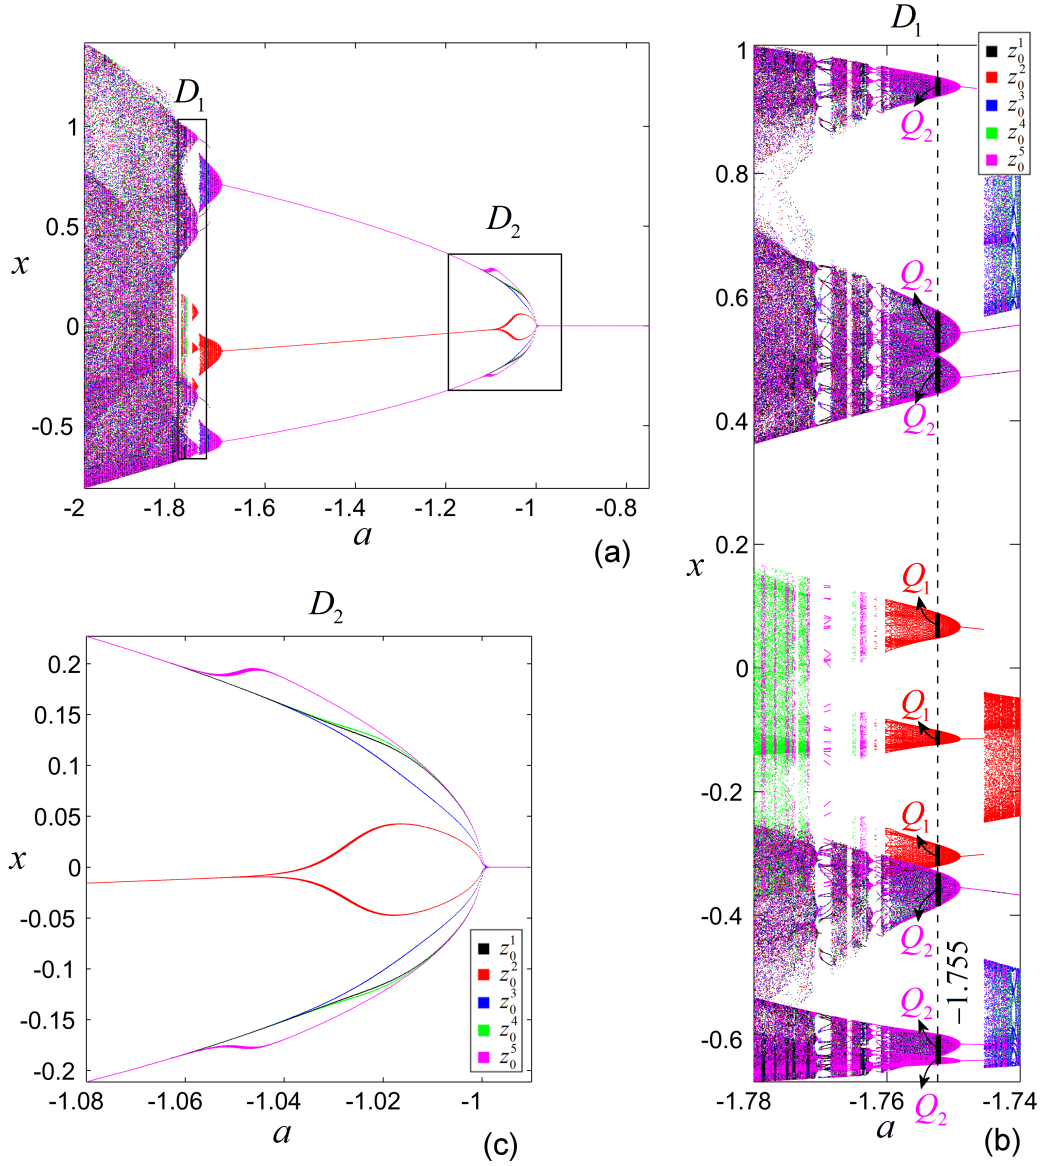 D₁
D₂
1
0.5
0
-0.5
x
-2
-1.8
-1.6
-1.4
-1.2
-1
-0.8
a
(a)
D₁
z₀¹
z₀²
z₀³
z₀⁴
z₀⁵
1
0.8
0.6
0.4
0.2
0
-0.2
-0.4
-0.6
x
Q₂
Q₂
Q₂
Q₁
Q₁
Q₁
Q₂
Q₂
Q₂
−1.755
-1.78
-1.76
-1.74
a
(b)
D₂
0.2
0.15
0.1
0.05
0
-0.05
-0.1
-0.15
-0.2
x
z₀¹
z₀²
z₀³
z₀⁴
z₀⁵
-1.08
-1.06
-1.04
-1.02
-1
a
(c)